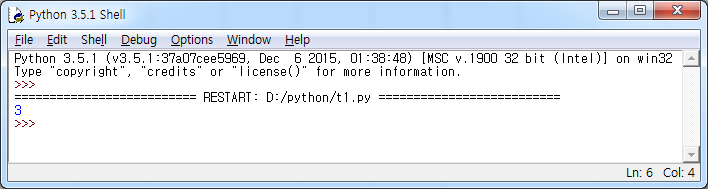 Python 3.5.1 Shell
File Edit Shell Debug Options Window Help
Python 3.5.1 (v3.5.1:37a07cee5969, Dec  6 2015, 01:38:48) [MSC v.1900 32 bit (Intel)] on win32
Type "copyright", "credits" or "license()" for more information.
>>>
========================== RESTART: D:/python/t1.py ==========================
3
>>>
Ln: 6 Col: 4